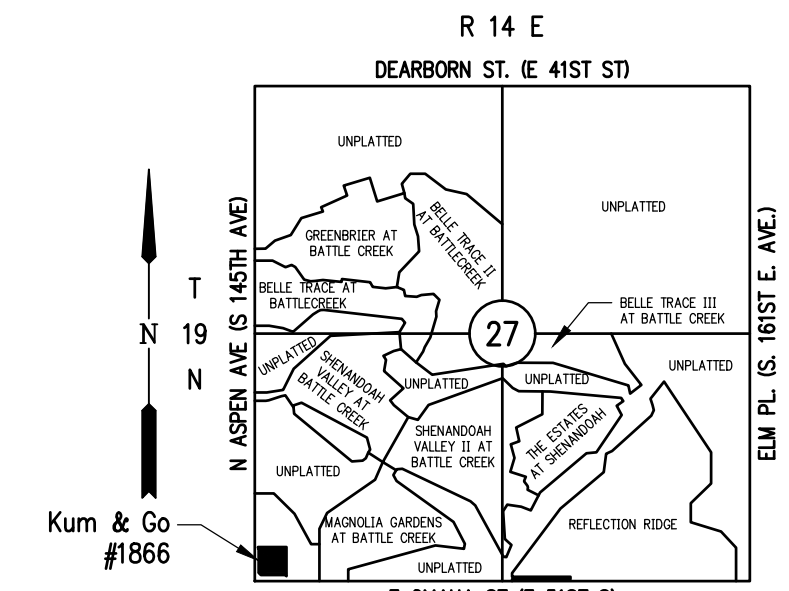 R 14 E
DEARBORN ST. (E 41ST ST)
UNPLATTED
UNPLATTED
N ASPEN AVE (S 145TH AVE)
ELM PL. (S. 161ST E. AVE.)
BELLE TRACE II
AT BATTLECREEK
GREENBRIER AT
BATTLE CREEK
T
19
N
N
BELLE TRACE AT
BATTLECREEK
BELLE TRACE III
AT BATTLE CREEK
27
UNPLATTED
SHENANDOAH
VALLEY AT
BATTLE CREEK
UNPLATTED
UNPLATTED
UNPLATTED
SHENANDOAH
VALLEY II AT
BATTLE CREEK
THE ESTATES
AT SHENANDOAH
UNPLATTED
Kum & Go
#1866
MAGNOLIA GARDENS
AT BATTLE CREEK
REFLECTION RIDGE
UNPLATTED